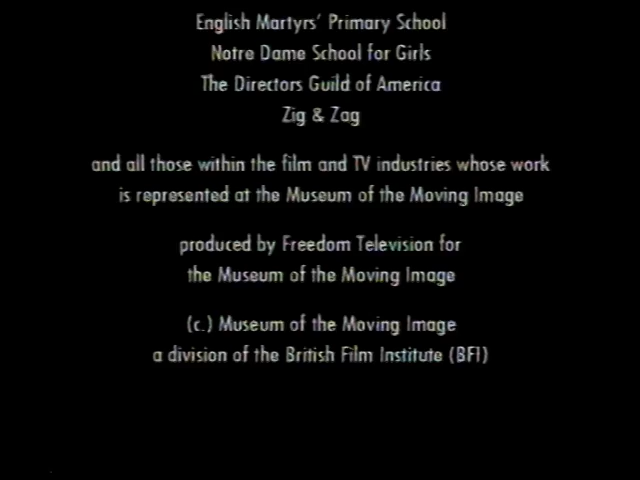 English Martyrs' Primary School
Notre Dame School for Girls
The Directors Guild of America
Zig & Zag
and all those within the film and TV industries whose work
is represented at the Museum of the Moving Image
produced by Freedom Television for
the Museum of the Moving Image
(c.) Museum of the Moving Image
a division of the British Film Institute (BFI)